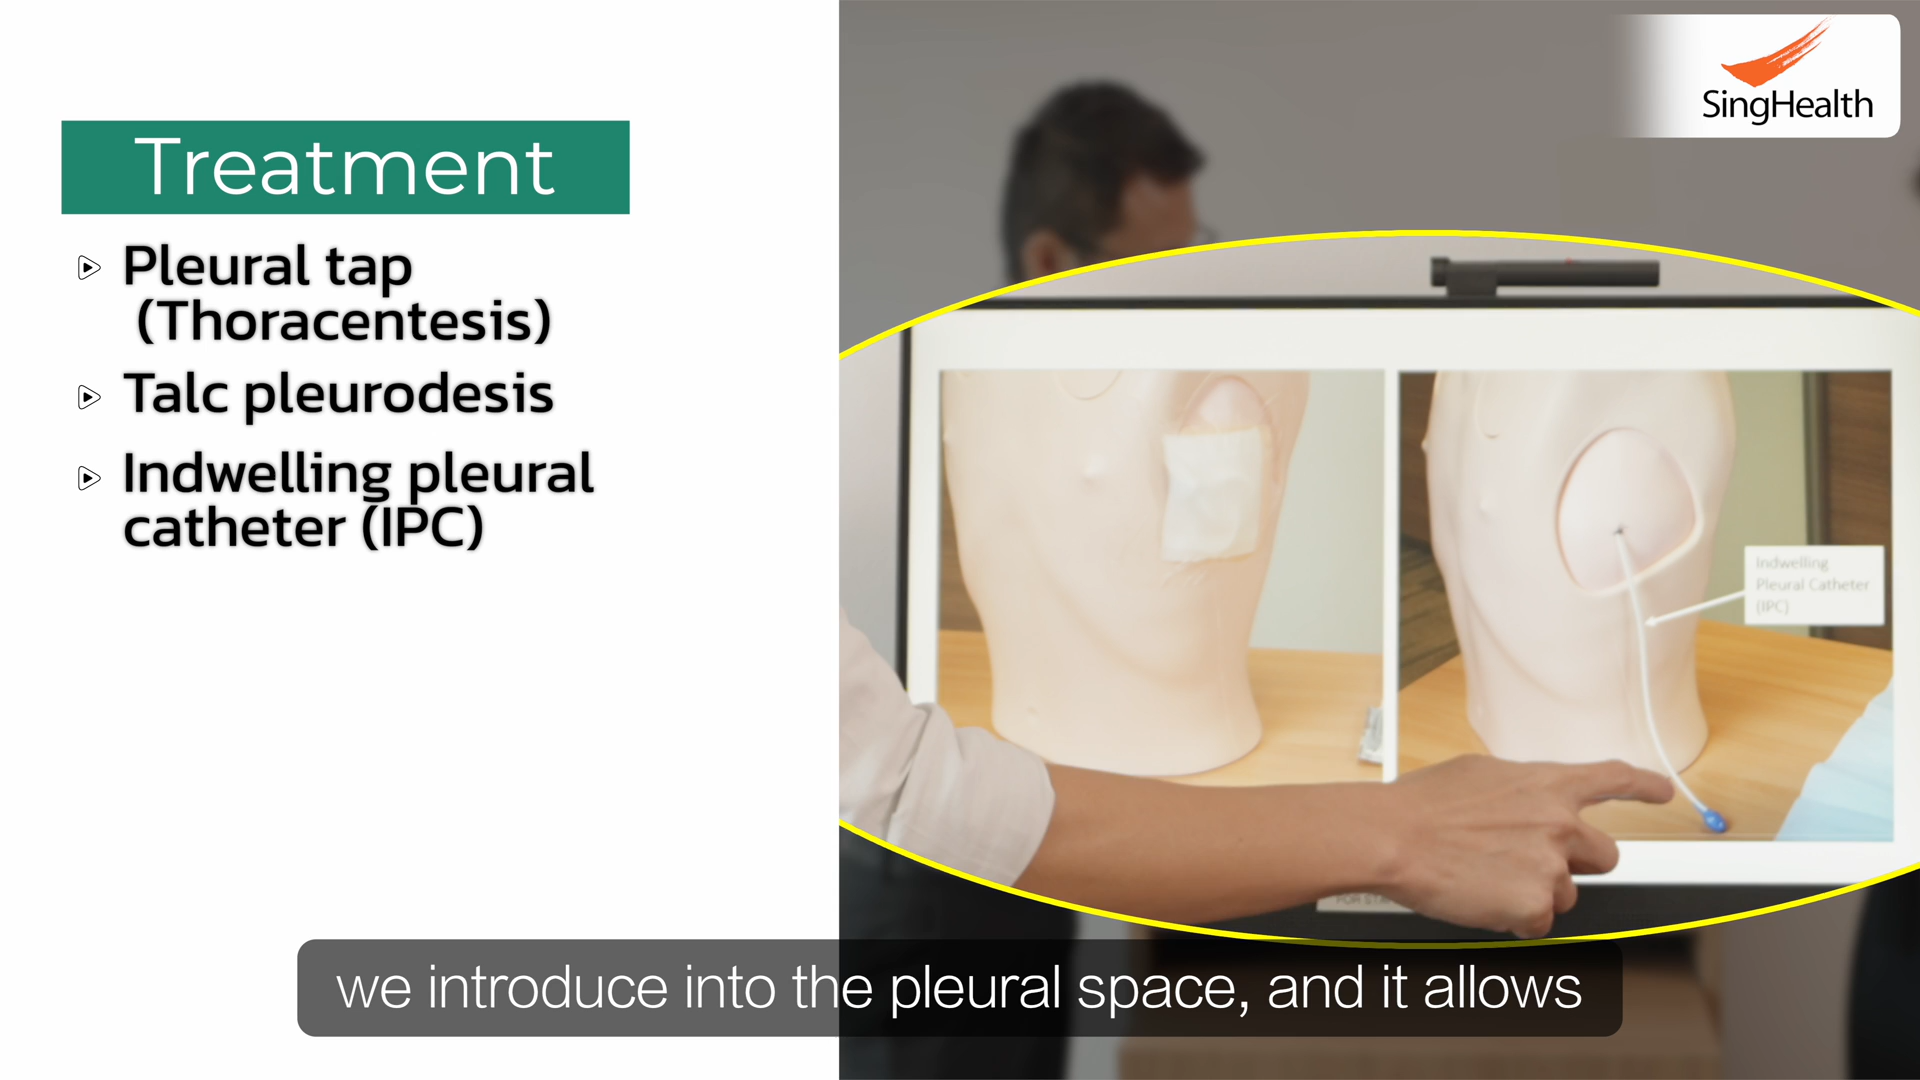 SingHealth
Treatment
Pleural tap
(Thoracentesis)
Talc pleurodesis
Indwelling pleural
catheter (IPC)
Indwelling
Pleural Catheter
(IPC)
we introduce into the pleural space, and it allows